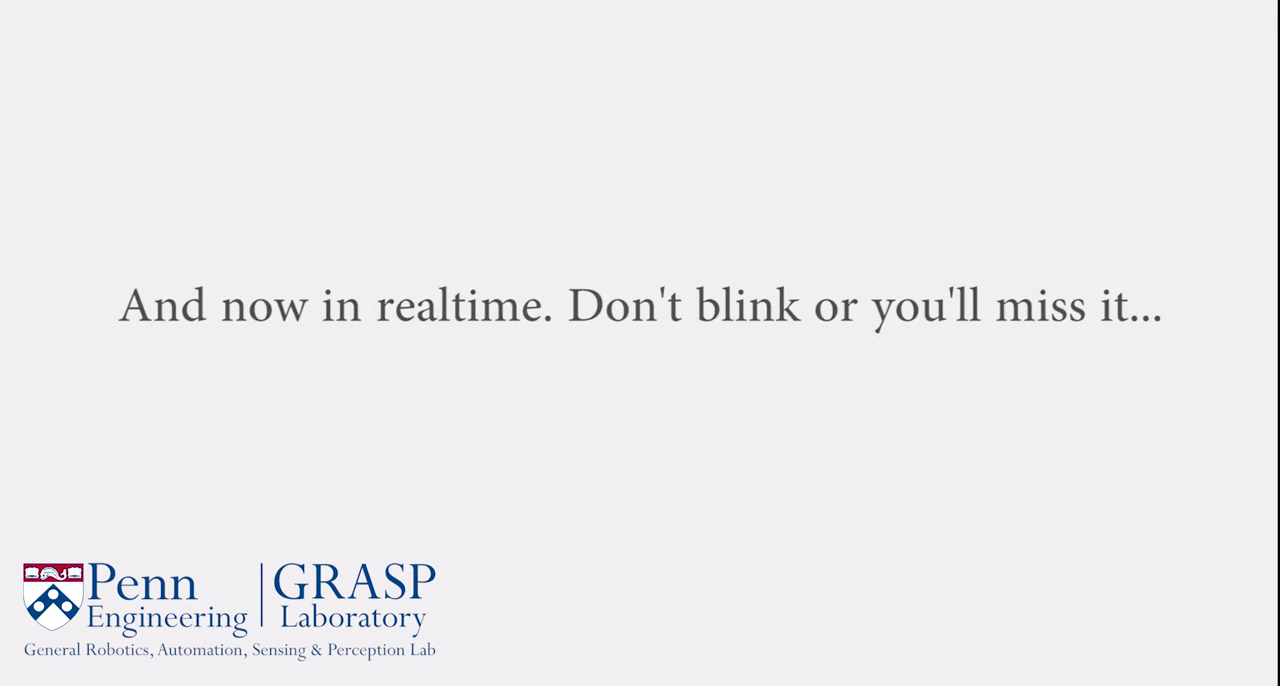 And now in realtime. Don't blink or you'll miss it...
Penn
Engineering
GRASP
Laboratory
General Robotics, Automation, Sensing & Perception Lab